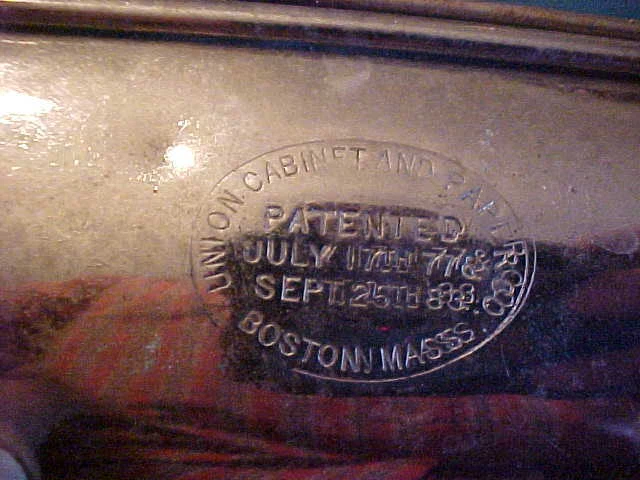 UNION CABINET AND PAPER CO
PATENTED
JULY 17TH 77 &
SEPT 25TH 83.
BOSTON MASS